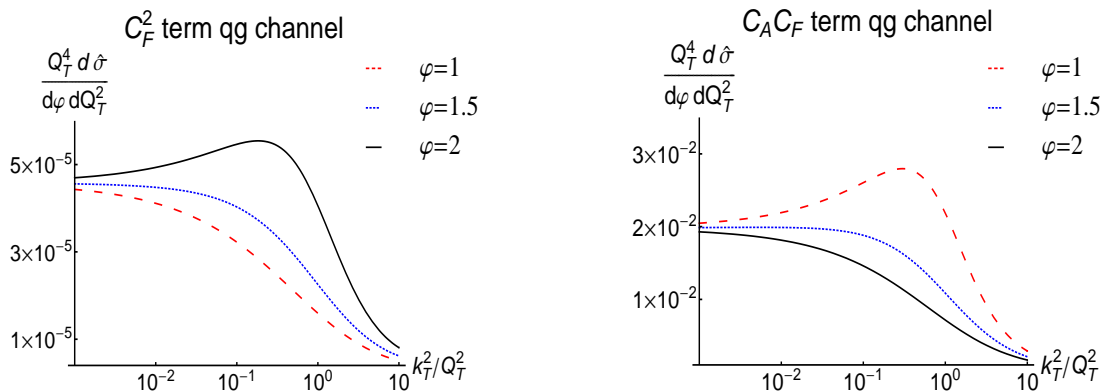 C_F^2 term qg channel
Q_T^4 d σ̂
dφ dQ_T^2
φ=1
φ=1.5
φ=2
5×10^-5
3×10^-5
1×10^-5
10^-2
10^-1
10^0
10
k_T^2/Q_T^2
C_A C_F term qg channel
Q_T^4 d σ̂
dφ dQ_T^2
φ=1
φ=1.5
φ=2
3×10^-2
2×10^-2
1×10^-2
10^-2
10^-1
10^0
10
k_T^2/Q_T^2